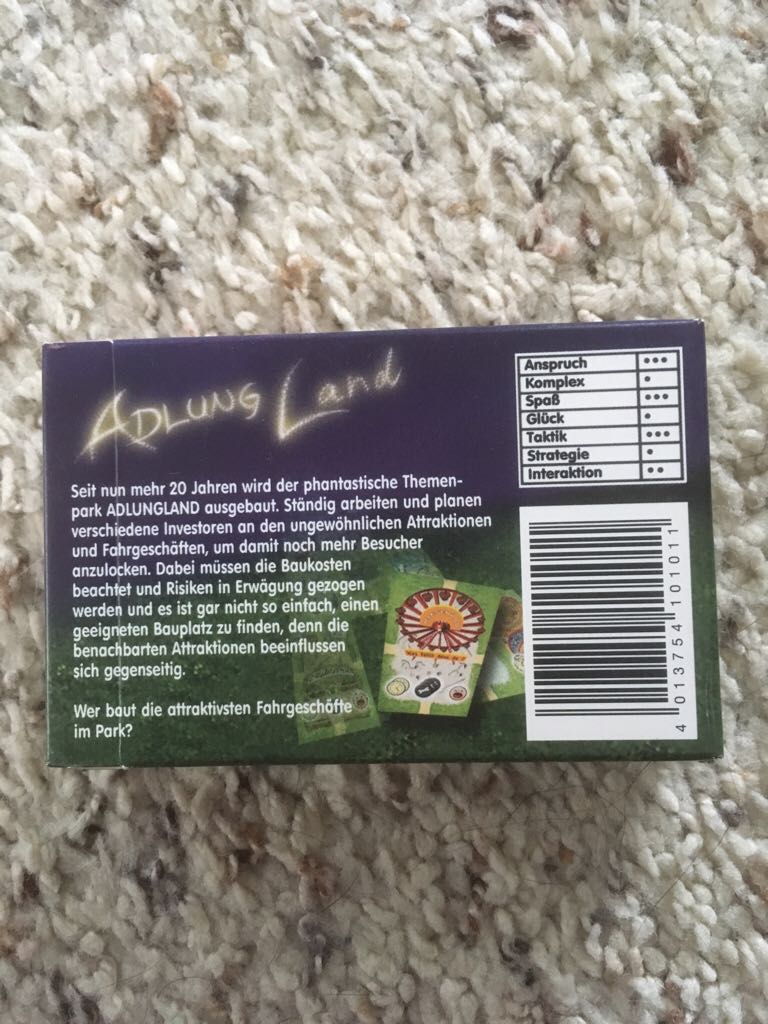 ADLUNG Land
Seit nun mehr 20 Jahren wird der phantastische Themen-
park ADLUNGLAND ausgebaut. Ständig arbeiten und planen
verschiedene Investoren an den ungewöhnlichen Attraktionen
und Fahrgeschäften, um damit noch mehr Besucher
anzulocken. Dabei müssen die Baukosten
beachtet und Risiken in Erwägung gezogen
werden und es ist gar nicht so einfach, einen
geeigneten Bauplatz zu finden, denn die
benachbarten Attraktionen beeinflussen
sich gegenseitig.
Wer baut die attraktivsten Fahrgeschäfte
im Park?
Anspruch •••
Komplex •
Spaß •••
Glück •
Taktik •••
Strategie •
Interaktion ••
4 013754 101011